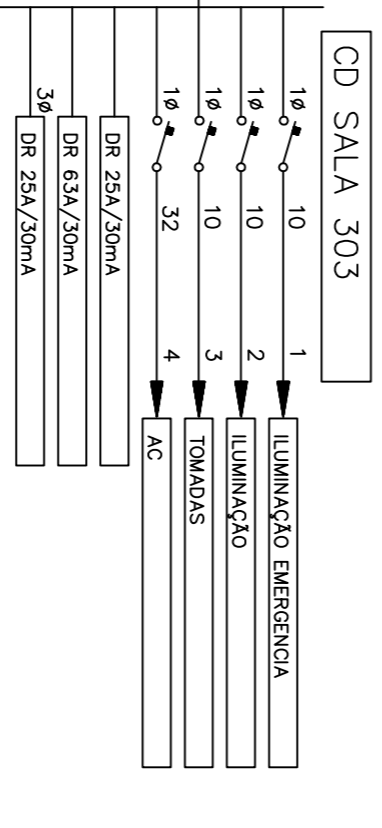 CD SALA 303
1ø 10 1 ILUMINAÇÃO EMERGENCIA
1ø 10 2 ILUMINAÇÃO
1ø 10 3 TOMADAS
1ø 32 4 AC
DR 25A/30mA
DR 63A/30mA
3ø DR 25A/30mA